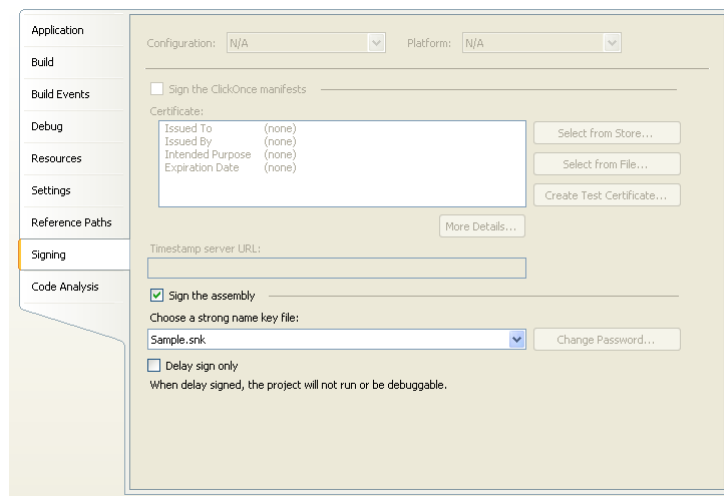 Application
Build
Build Events
Debug
Resources
Settings
Reference Paths
Signing
Code Analysis
Configuration: N/A Platform: N/A
Sign the ClickOnce manifests
Certificate:
Issued To (none)
Issued By (none)
Intended Purpose (none)
Expiration Date (none)
Select from Store...
Select from File...
Create Test Certificate...
More Details...
Timestamp server URL:
Sign the assembly
Choose a strong name key file:
Sample.snk
Change Password...
Delay sign only
When delay signed, the project will not run or be debuggable.